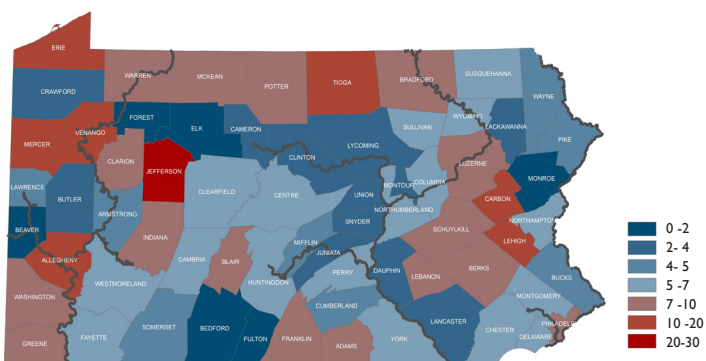 ERIE
WARREN
MCKEAN
POTTER
TIOGA
BRADFORD
SUSQUEHANNA
CRAWFORD
WAYNE
FOREST
WYOMING
VENANGO
ELK
CAMERON
SULLIVAN
LACKAWANNA
PIKE
MERCER
LYCOMING
CLINTON
CLARION
LUZERNE
JEFFERSON
MONROE
LAWRENCE
COLUMBIA
MONTOUR
CLEARFIELD
CENTRE
UNION
CARBON
BUTLER
NORTHUMBERLAND
ARMSTRONG
NORTHAMPTON
SNYDER
BEAVER
SCHUYLKILL
INDIANA
LEHIGH
MIFFLIN
JUNIATA
ALLEGHENY
CAMBRIA
BLAIR
DAUPHIN
BERKS
PERRY
LEBANON
BUCKS
WESTMORELAND
HUNTINGDON
WASHINGTON
MONTGOMERY
CUMBERLAND
LANCASTER
SOMERSET
BEDFORD
PHILADEL
CHESTER
FAYETTE
FULTON
FRANKLIN
YORK
DELAWARE
GREENE
ADAMS
0 -2
2- 4
4- 5
5 -7
7 -10
10 -20
20-30